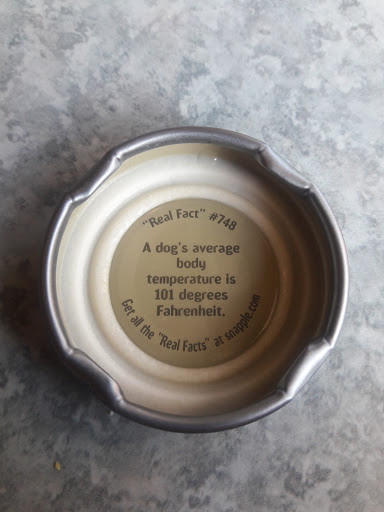 "Real Fact" #748
A dog's average
body
temperature is
101 degrees
Fahrenheit.
Get all the "Real Facts" at snapple.com